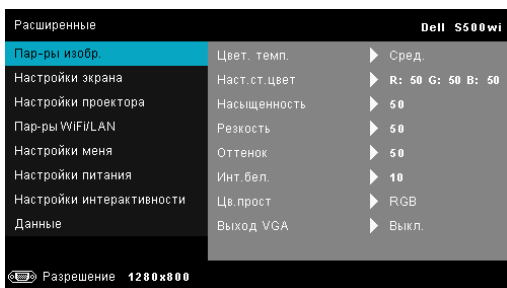 Расширенные Dell S500wi
Пар-ры изобр. Цвет. темп. Сред.
Настройки экрана Наст.ст.цвет R: 50 G: 50 B: 50
Настройки проектора Насыщенность 50
Пар-ры WiFi/LAN Резкость 50
Настройки меня Оттенок 50
Настройки питания Инт.бел. 10
Настройки интерактивности Цв.прост RGB
Данные Выход VGA Выкл.
Разрешение 1280x800